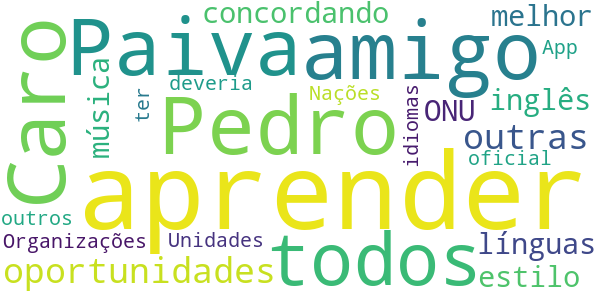 concordando
melhor
Caro
Paiva
amigo
App
deveria
música
ter
Nações
idiomas
ONU
inglês
Pedro
outras
oficial
aprender
outros
Organizações
Unidades
todos
línguas
oportunidades
estilo